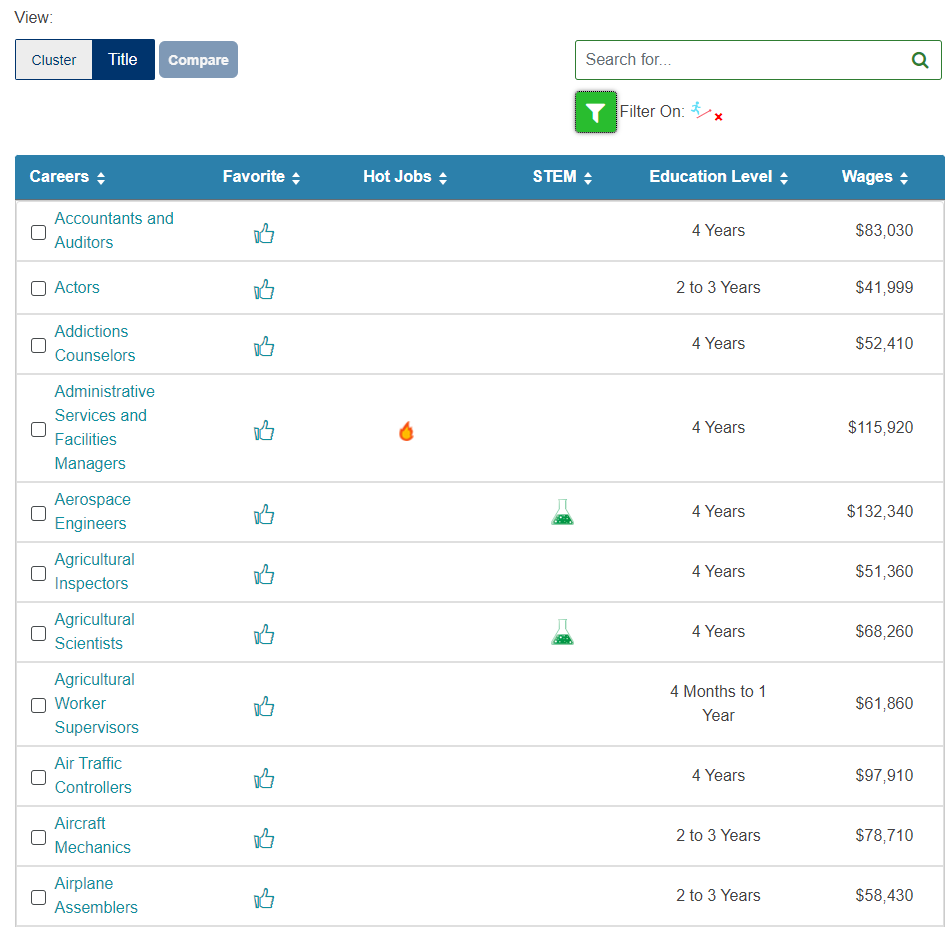 View:
Cluster Title Compare
Search for...
Filter On:
Careers Favorite Hot Jobs STEM Education Level Wages
Accountants and
Auditors
4 Years $83,030
Actors 2 to 3 Years $41,999
Addictions
Counselors
4 Years $52,410
Administrative
Services and
Facilities
Managers
4 Years $115,920
Aerospace
Engineers
4 Years $132,340
Agricultural
Inspectors
4 Years $51,360
Agricultural
Scientists
4 Years $68,260
Agricultural
Worker
Supervisors
4 Months to 1
Year
$61,860
Air Traffic
Controllers
4 Years $97,910
Aircraft
Mechanics
2 to 3 Years $78,710
Airplane
Assemblers
2 to 3 Years $58,430